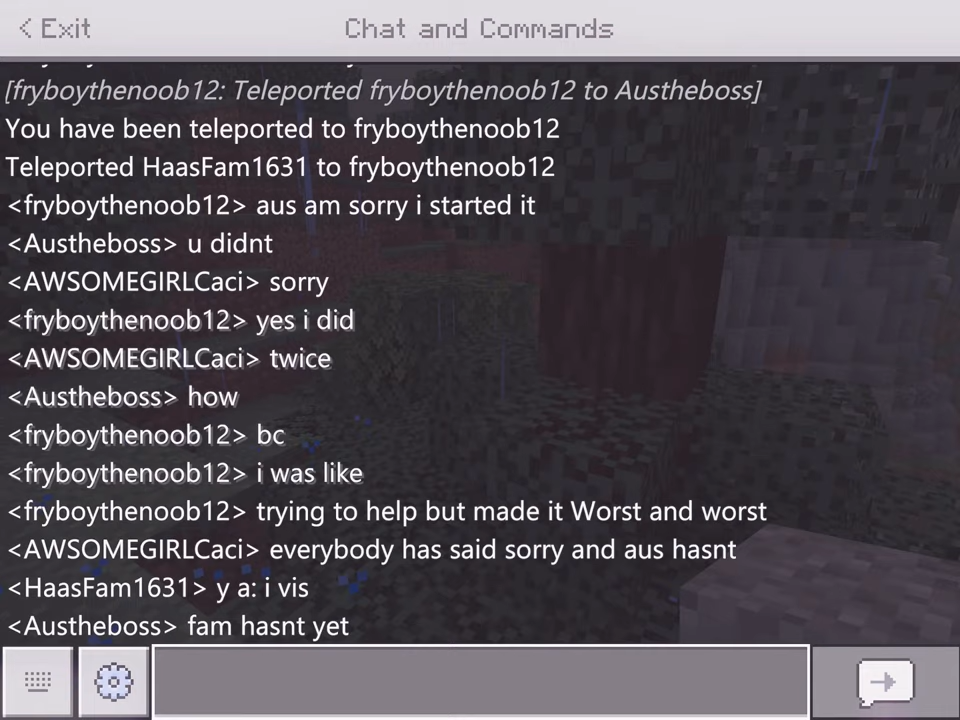 < Exit
Chat and Commands
[fryboythenoob12: Teleported fryboythenoob12 to Austheboss]
You have been teleported to fryboythenoob12
Teleported HaasFam1631 to fryboythenoob12
<fryboythenoob12> aus am sorry i started it
<Austheboss> u didnt
<AWSOMEGIRLCaci> sorry
<fryboythenoob12> yes i did
<AWSOMEGIRLCaci> twice
<Austheboss> how
<fryboythenoob12> bc
<fryboythenoob12> i was like
<fryboythenoob12> trying to help but made it Worst and worst
<AWSOMEGIRLCaci> everybody has said sorry and aus hasnt
<HaasFam1631> y a: i vis
<Austheboss> fam hasnt yet